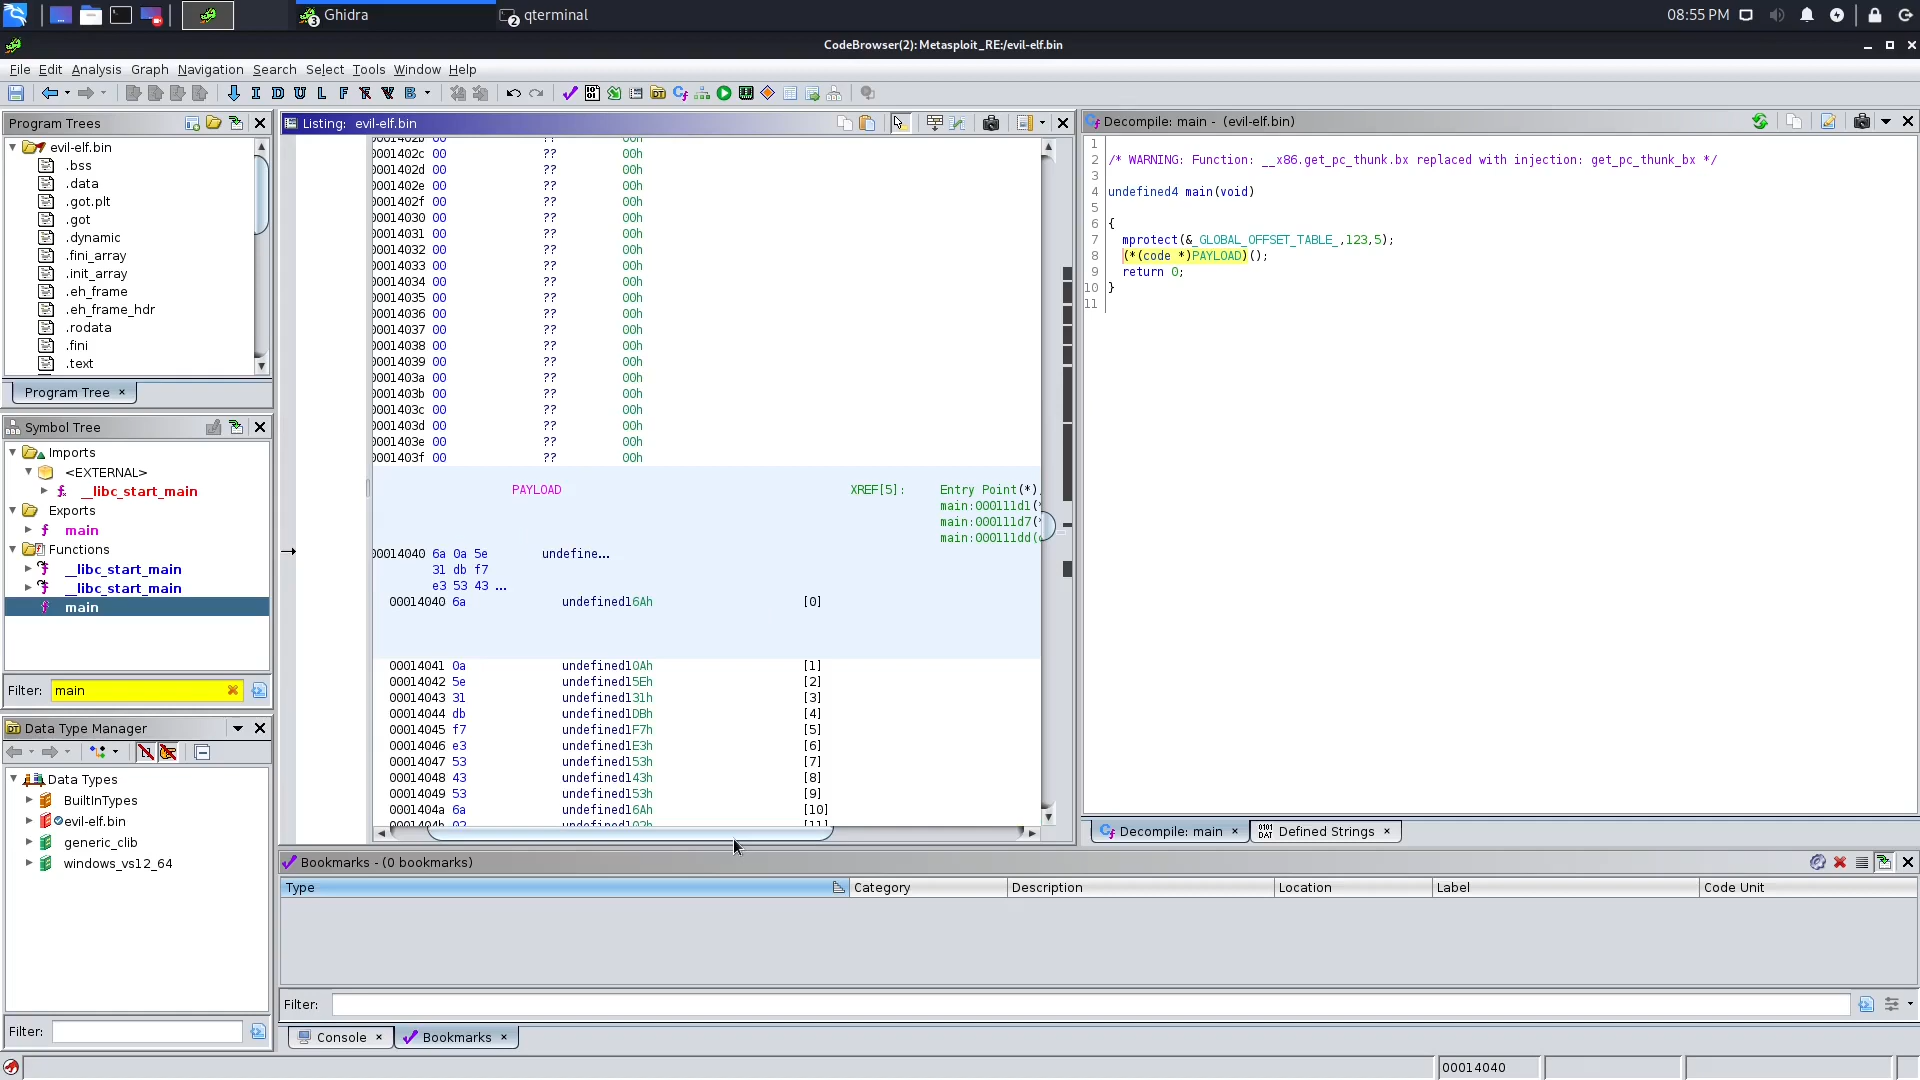 3
Ghidra
2
qterminal
08:55 PM
CodeBrowser(2): Metasploit_RE:/evil-elf.bin
File Edit Analysis Graph Navigation Search Select Tools Window Help
I D U L F B
Program Trees
evil-elf.bin
.bss
.data
.got.plt
.got
.dynamic
.fini_array
.init_array
.eh_frame
.eh_frame_hdr
.rodata
.fini
.text
Program Tree ×
Symbol Tree
Imports
<EXTERNAL>
__libc_start_main
Exports
main
Functions
__libc_start_main
__libc_start_main
main
Filter: main
Data Type Manager
Data Types
BuiltInTypes
evil-elf.bin
generic_clib
windows_vs12_64
Filter:
Listing: evil-elf.bin
0001402b 00 ?? 00h
0001402c 00 ?? 00h
0001402d 00 ?? 00h
0001402e 00 ?? 00h
0001402f 00 ?? 00h
00014030 00 ?? 00h
00014031 00 ?? 00h
00014032 00 ?? 00h
00014033 00 ?? 00h
00014034 00 ?? 00h
00014035 00 ?? 00h
00014036 00 ?? 00h
00014037 00 ?? 00h
00014038 00 ?? 00h
00014039 00 ?? 00h
0001403a 00 ?? 00h
0001403b 00 ?? 00h
0001403c 00 ?? 00h
0001403d 00 ?? 00h
0001403e 00 ?? 00h
0001403f 00 ?? 00h
PAYLOAD XREF[5]: Entry Point(*)
main:000111d1(*
main:000111d7(*
main:000111dd(
00014040 6a 0a 5e undefine...
31 db f7
e3 53 43 ...
00014040 6a undefined16Ah [0]
00014041 0a undefined10Ah [1]
00014042 5e undefined15Eh [2]
00014043 31 undefined131h [3]
00014044 db undefined1DBh [4]
00014045 f7 undefined1F7h [5]
00014046 e3 undefined1E3h [6]
00014047 53 undefined153h [7]
00014048 43 undefined143h [8]
00014049 53 undefined153h [9]
0001404a 6a undefined16Ah [10]
0001404b 02 undefined102h [11]
Decompile: main - (evil-elf.bin)
1
2 /* WARNING: Function: __x86.get_pc_thunk.bx replaced with injection: get_pc_thunk_bx */
3
4 undefined4 main(void)
5
6 {
7 mprotect(&_GLOBAL_OFFSET_TABLE_,123,5);
8 (*(code *)PAYLOAD)();
9 return 0;
10 }
11
Decompile: main × Defined Strings ×
Bookmarks - (0 bookmarks)
Type Category Description Location Label Code Unit
Filter:
Console × Bookmarks ×
00014040